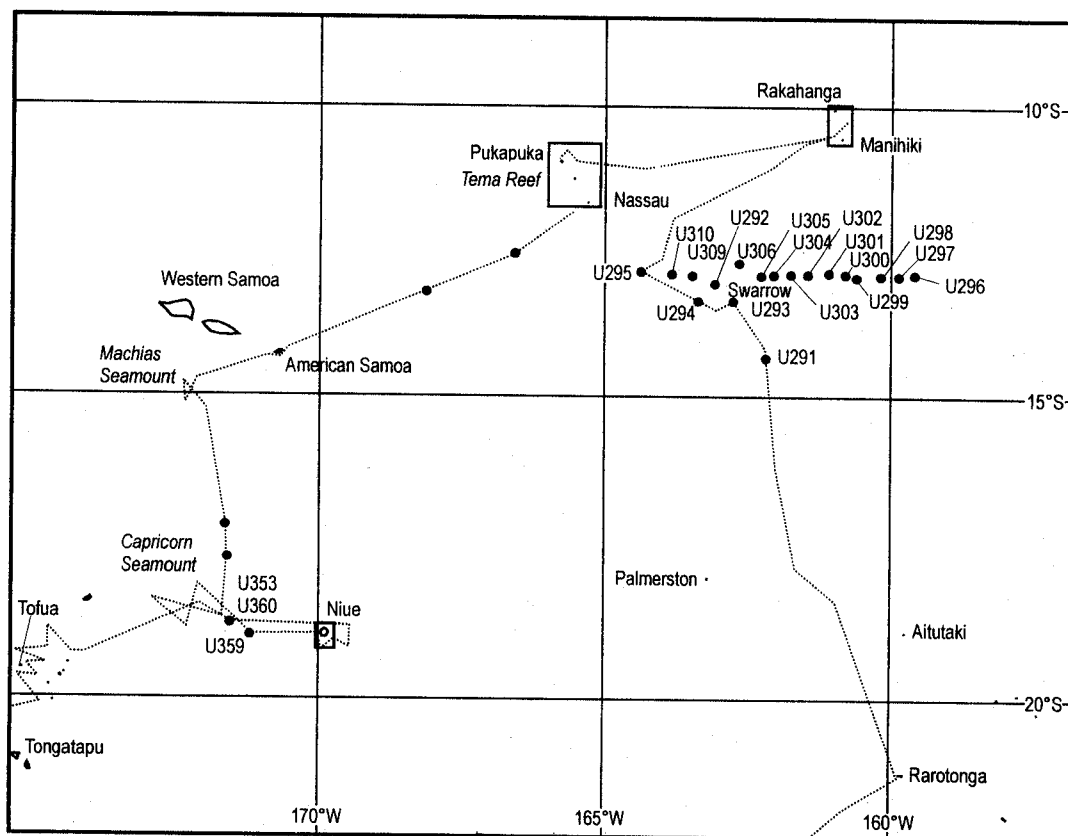 Rakahanga
10°S
Manihiki
Pukapuka
Tema Reef
Nassau
U292
U305
U302
U298
U310
U304
U301
U297
U309
U306
U300
U295
Western Samoa
Swarrow
U296
U299
U294
U293
U303
Machias
Seamount
American Samoa
U291
15°S
Capricorn
Seamount
U353
Palmerston
Tofua
U360
Niue
U359
Aitutaki
20°S
Tongatapu
Rarotonga
170°W
165°W
160°W